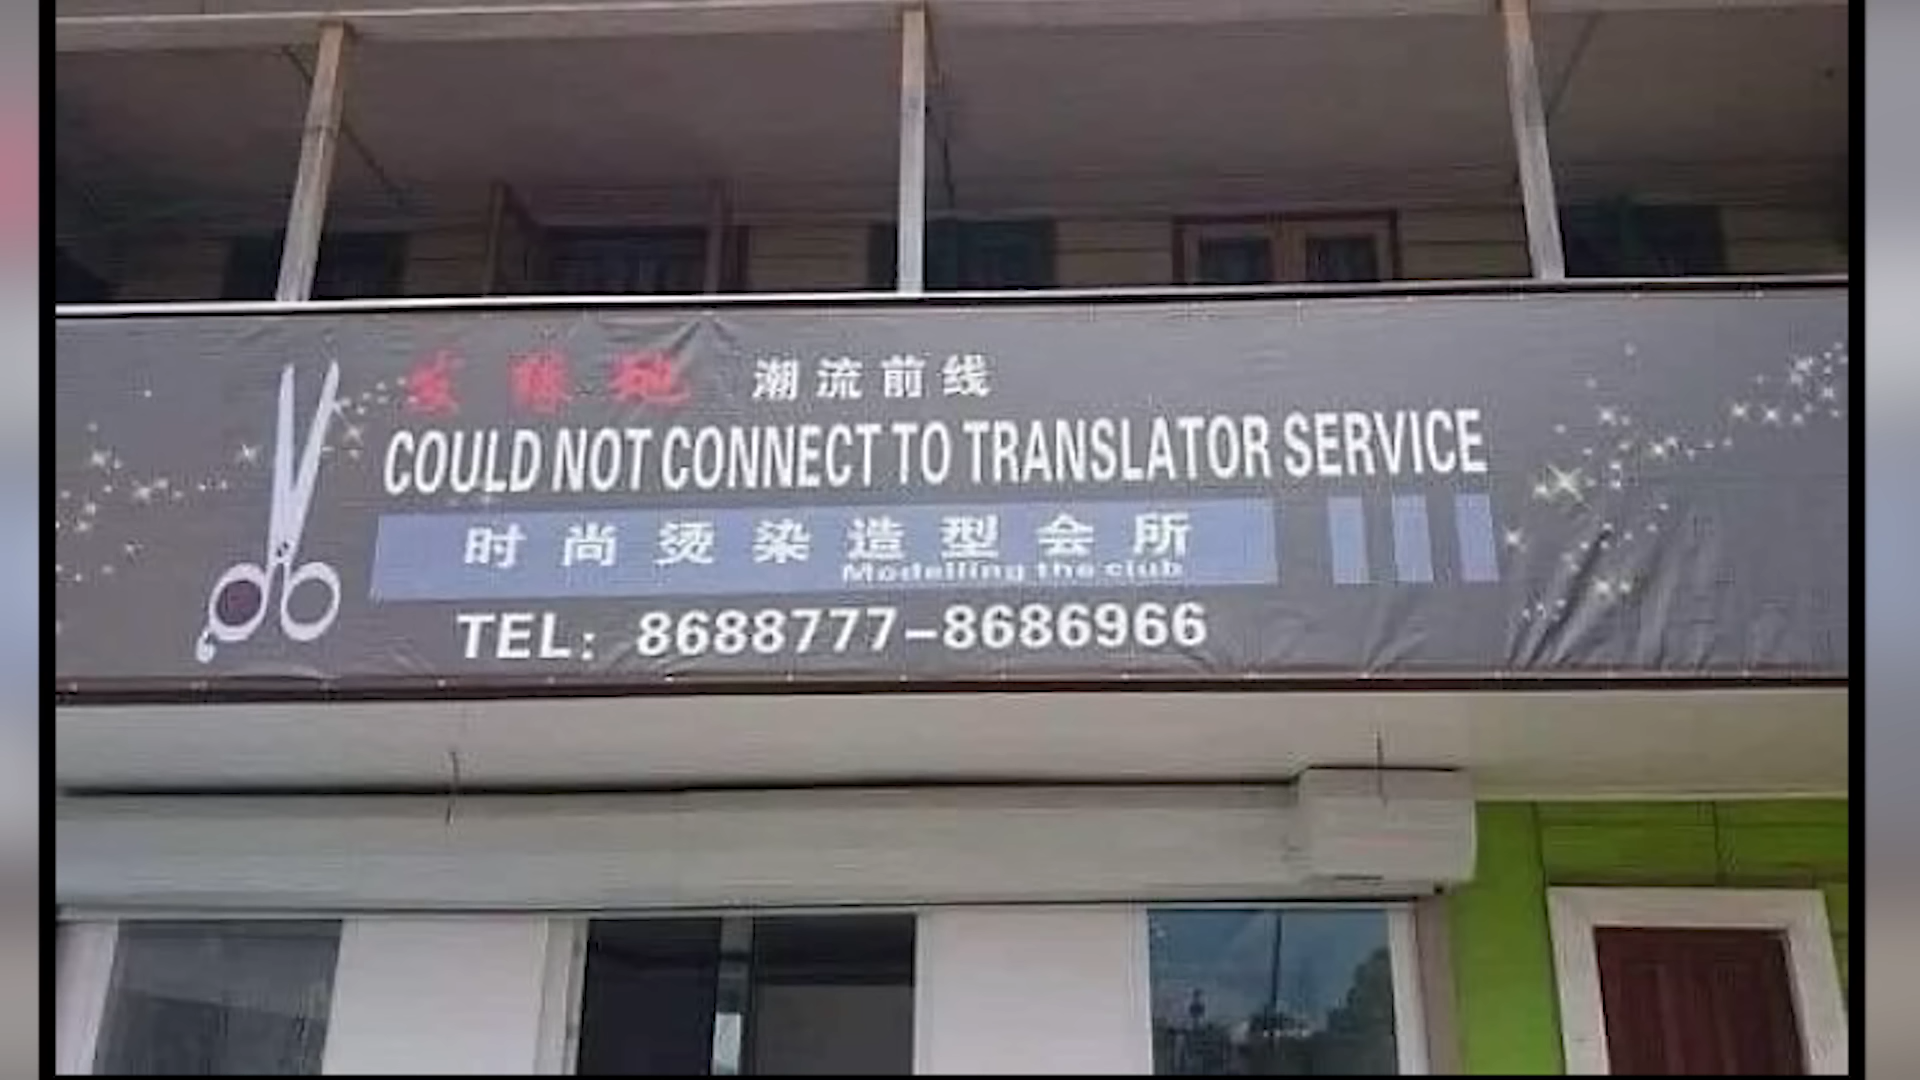 潮流前线
COULD NOT CONNECT TO TRANSLATOR SERVICE
时尚烫染造型会所
Modelling the club
TEL: 8688777-8686966